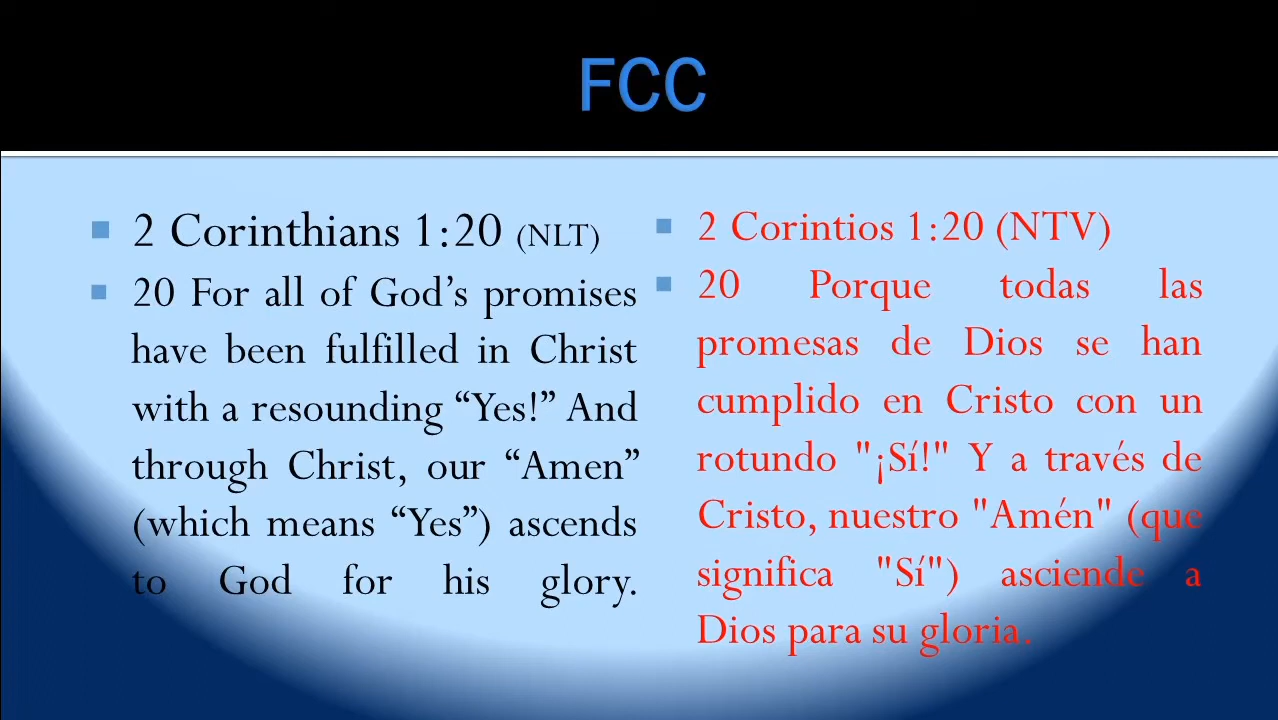 FCC
2 Corinthians 1:20 (NLT)
20 For all of God’s promises
have been fulfilled in Christ
with a resounding “Yes!” And
through Christ, our “Amen”
(which means “Yes”) ascends
to God for his glory.
2 Corintios 1:20 (NTV)
20 Porque todas las
promesas de Dios se han
cumplido en Cristo con un
rotundo "¡Sí!" Y a través de
Cristo, nuestro "Amén" (que
significa "Sí") asciende a
Dios para su gloria.